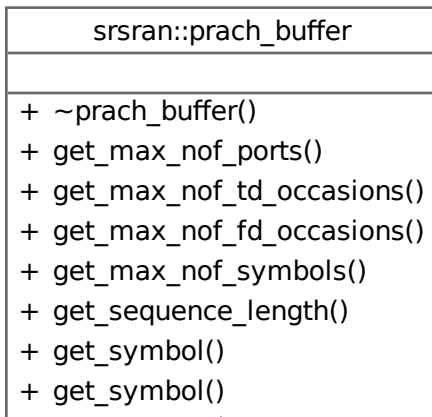 srsran::prach_buffer
+ ~prach_buffer()
+ get_max_nof_ports()
+ get_max_nof_td_occasions()
+ get_max_nof_fd_occasions()
+ get_max_nof_symbols()
+ get_sequence_length()
+ get_symbol()
+ get_symbol()